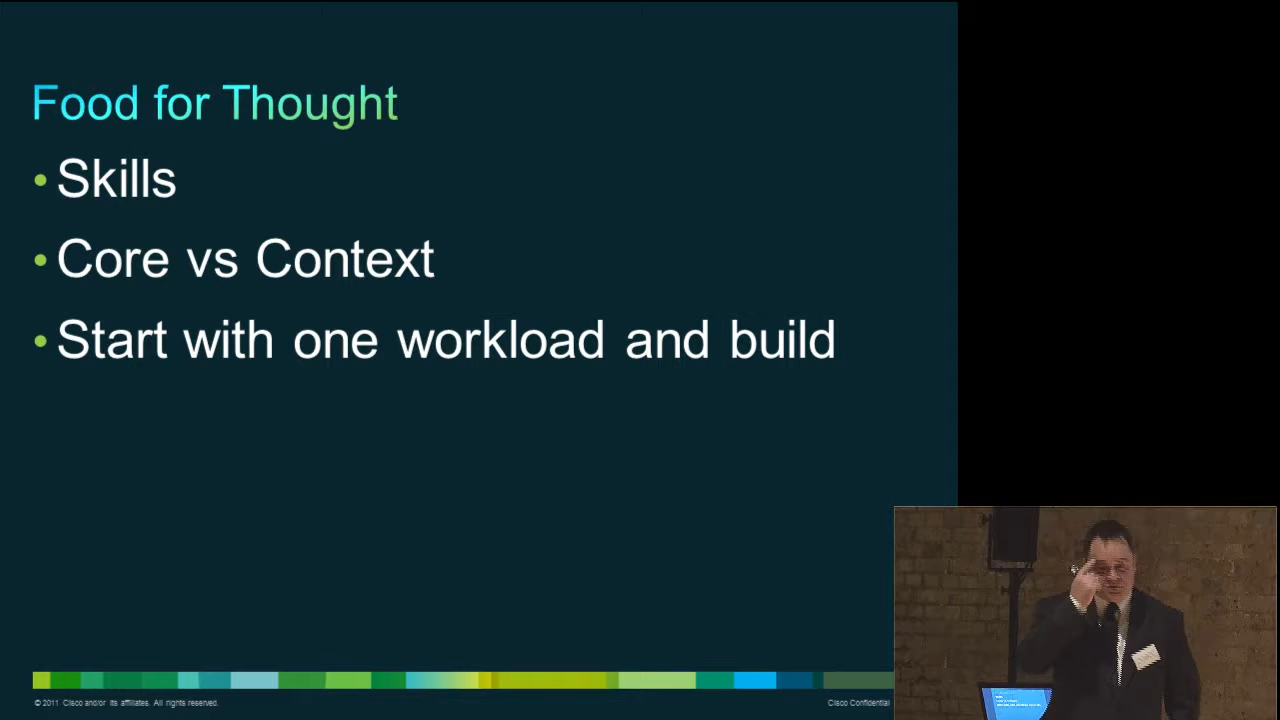 Food for Thought
• Skills
• Core vs Context
• Start with one workload and build
© 2011 Cisco and/or its affiliates. All rights reserved.
Cisco Confidential